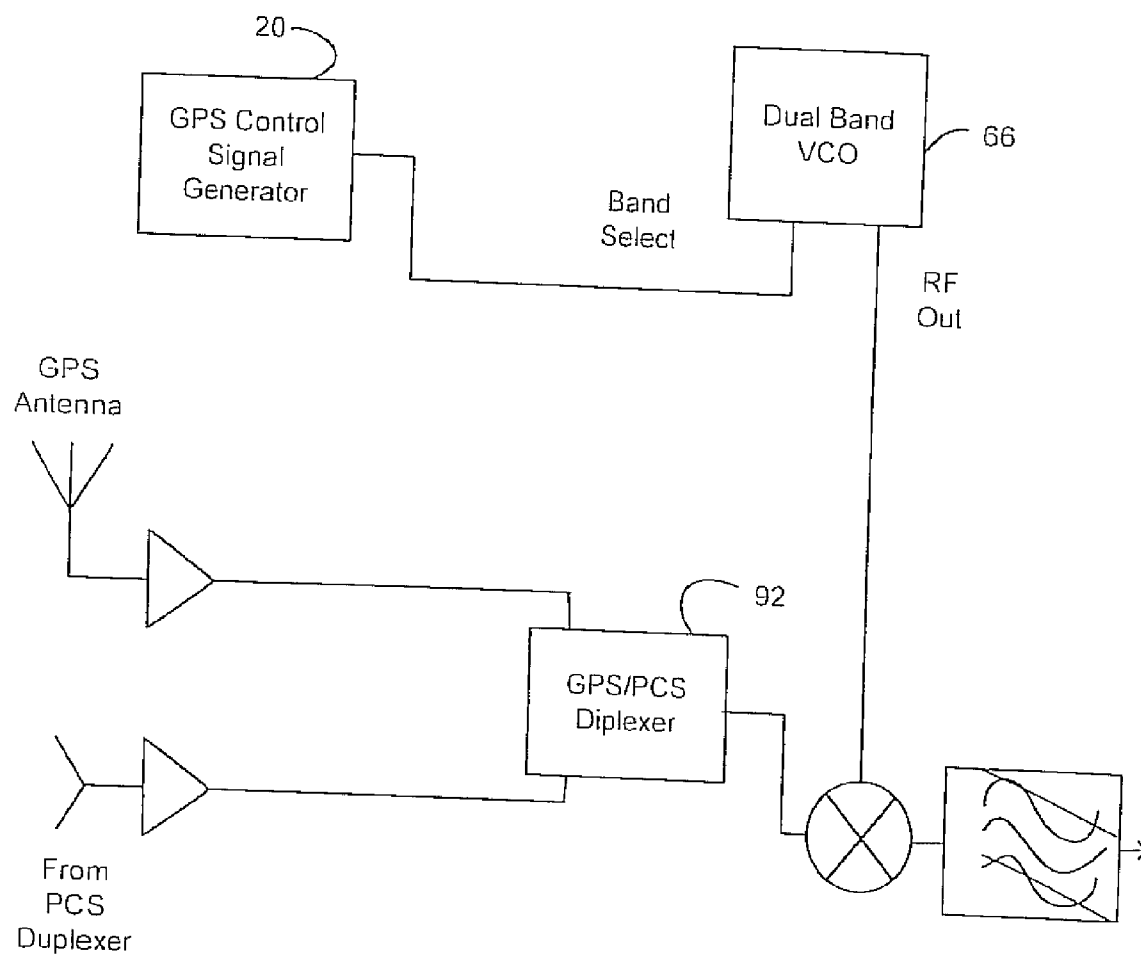 20
GPS Control
Signal
Generator
Dual Band
VCO
66
Band
Select
RF
Out
GPS
Antenna
92
GPS/PCS
Diplexer
From
PCS
Duplexer